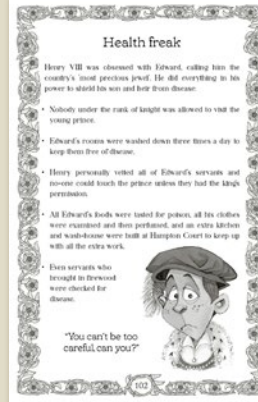 Health freak
Henry VIII was obsessed with Edward, calling him the
country's 'most precious jewel'. He did everything in his
power to shield his son and heir from disease.
• Nobody under the rank of knight was allowed to visit the
young prince.
• Edward's rooms were washed down three times a day to
keep them free of disease.
• Henry personally vetted all of Edward's servants and
no-one could touch the prince unless they had the king's
permission.
• All Edward's foods were tasted for poison, all his clothes
were examined and then perfumed, and an extra kitchen
and wash-house were built at Hampton Court to keep up
with all the extra work.
• Even servants who
brought in firewood
were checked for
disease.
"You can't be too
careful, can you?"
102